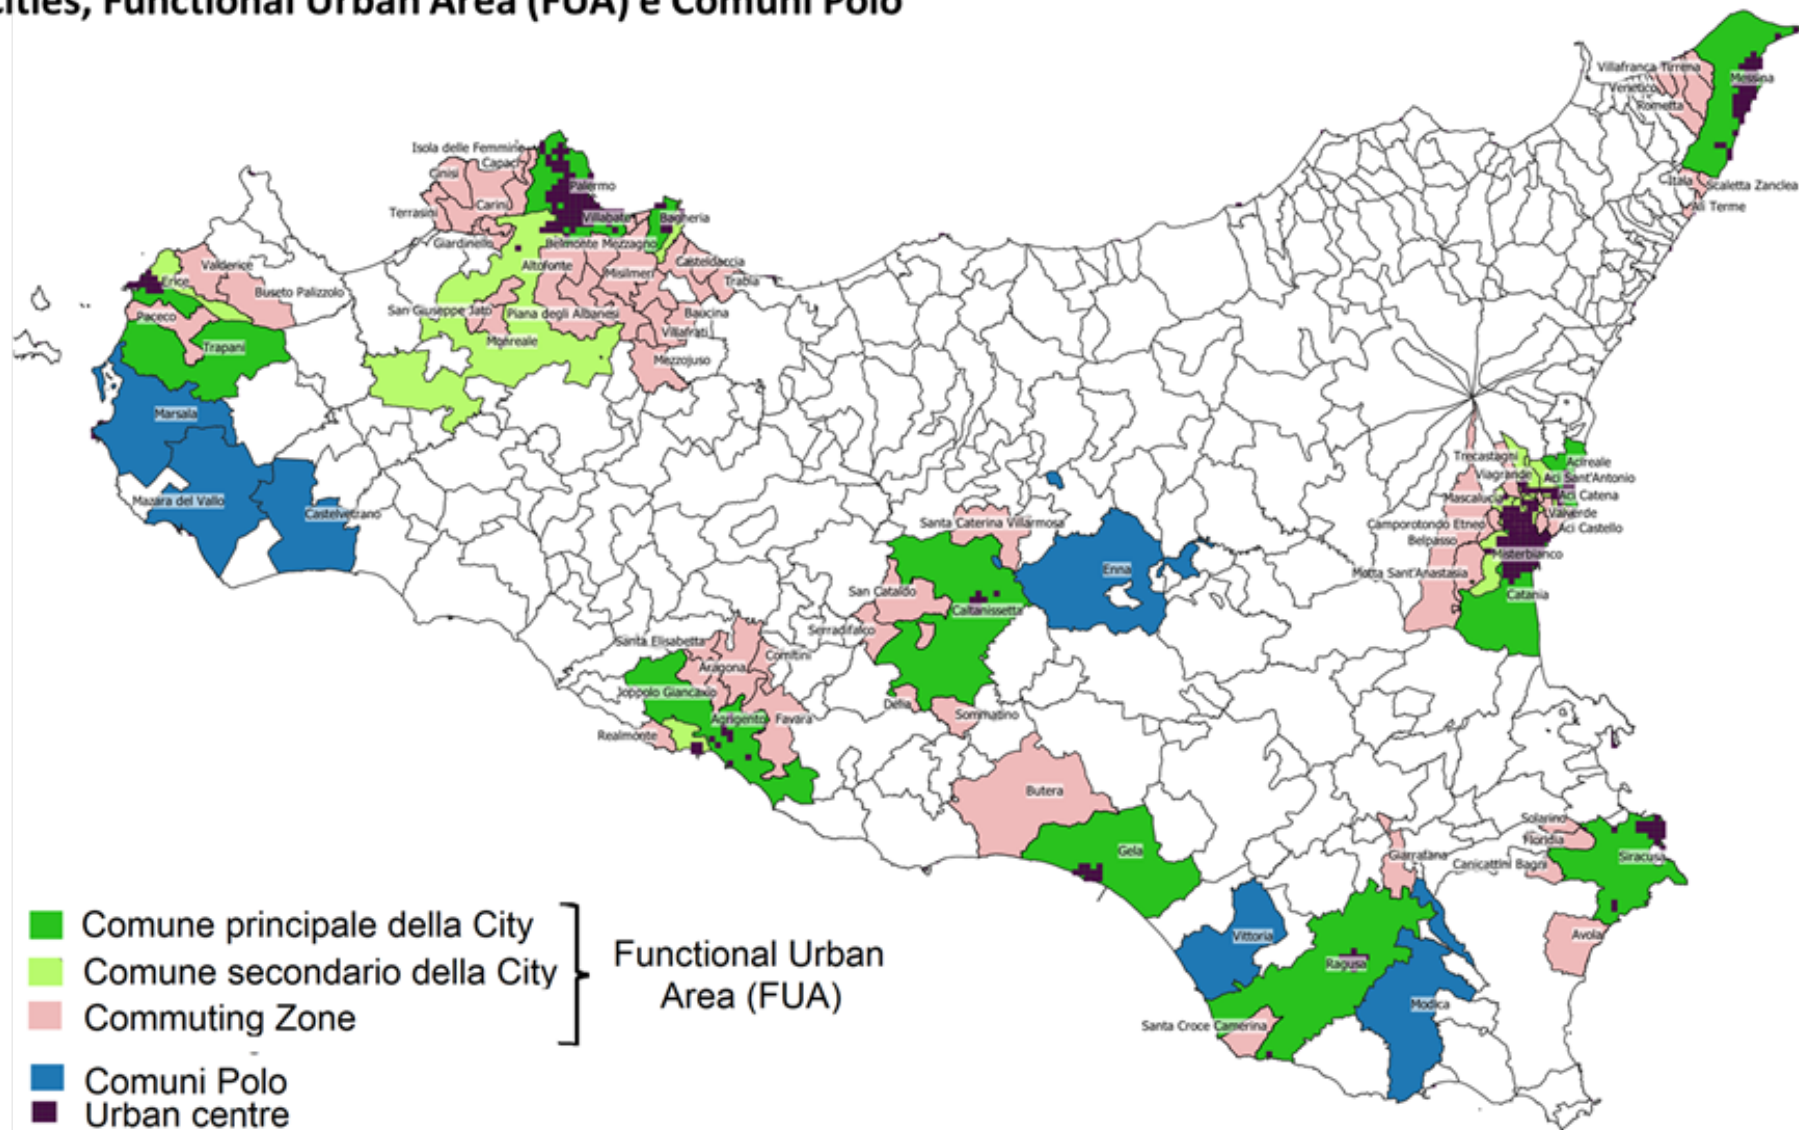 Cities, Functional Urban Area (FUA) e Comuni Polo
Villafranca Tirrena
Messina
Venetico
Rometta
Isola delle Femmine
Capaci
Cinisi
Palermo
Itala
Scaletta Zanclea
Carini
Alì Terme
Terrasini
Villabate
Bagheria
Giardinello
Belmonte Mezzagno
Altofonte
Casteldaccia
Valderice
Misilmeri
Erice
Trabia
Buseto Palizzolo
San Giuseppe Jato
Piana degli Albanesi
Baucina
Paceco
Villafrati
Trapani
Monreale
Mezzojuso
Marsala
Trecastagni
Acireale
Viagrande
Aci Sant'Antonio
Mazara del Vallo
Mascalucia
Aci Catena
Castelvetrano
Valverde
Santa Caterina Villarmosa
Camporotondo Etneo
Aci Castello
Belpasso
Misterbianco
Enna
Motta Sant'Anastasia
San Cataldo
Catania
Caltanissetta
Serradifalco
Santa Elisabetta
Comitini
Aragona
Joppolo Giancaxio
Delia
Sommatino
Agrigento
Favara
Realmonte
Butera
Solarino
Floridia
Gela
Giarratana
Canicattini Bagni
Siracusa
Vittoria
Avola
Ragusa
Modica
Santa Croce Camerina
Comune principale della City
Comune secondario della City
Commuting Zone
Functional Urban
Area (FUA)
Comuni Polo
Urban centre